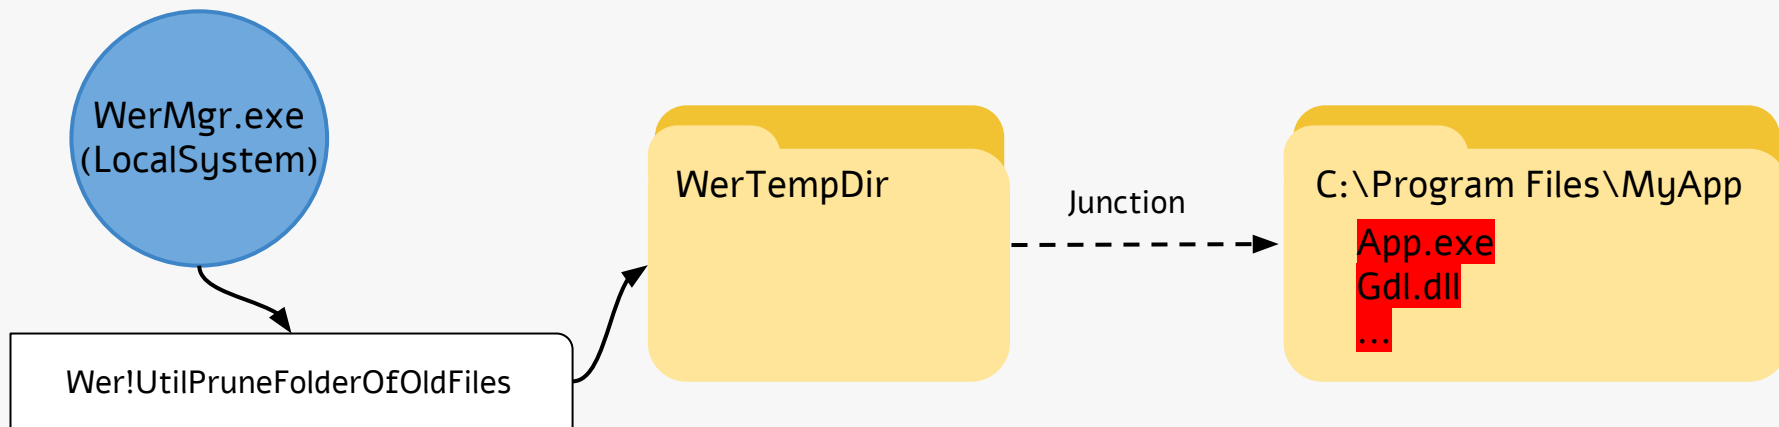 WerMgr.exe
(LocalSystem)
Wer!UtilPruneFolderOfOldFiles
WerTempDir
Junction
C:\Program Files\MyApp
App.exe
Gdl.dll
...